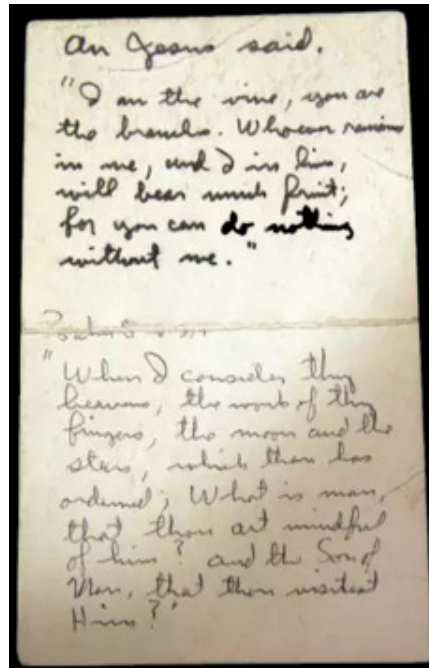 As Jesus said.
"I am the vine, you are
the branches. Whoever remains
in me, and I in him,
will bear much fruit;
for you can do nothing
without me."
Psalm 8
"When I consider thy
heavens, the work of thy
fingers, the moon and the
stars, which thou has
ordained; What is man,
that thou art mindful
of him? and the Son of
Man, that thou visitest
Him?"